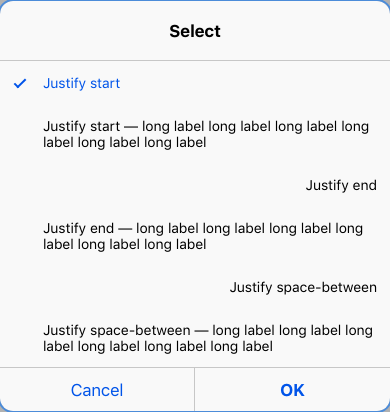 Select
Justify start
Justify start — long label long label long label long
label long label long label
Justify end
Justify end — long label long label long label long
label long label long label
Justify space-between
Justify space-between — long label long label long
label long label long label long label
Cancel
OK